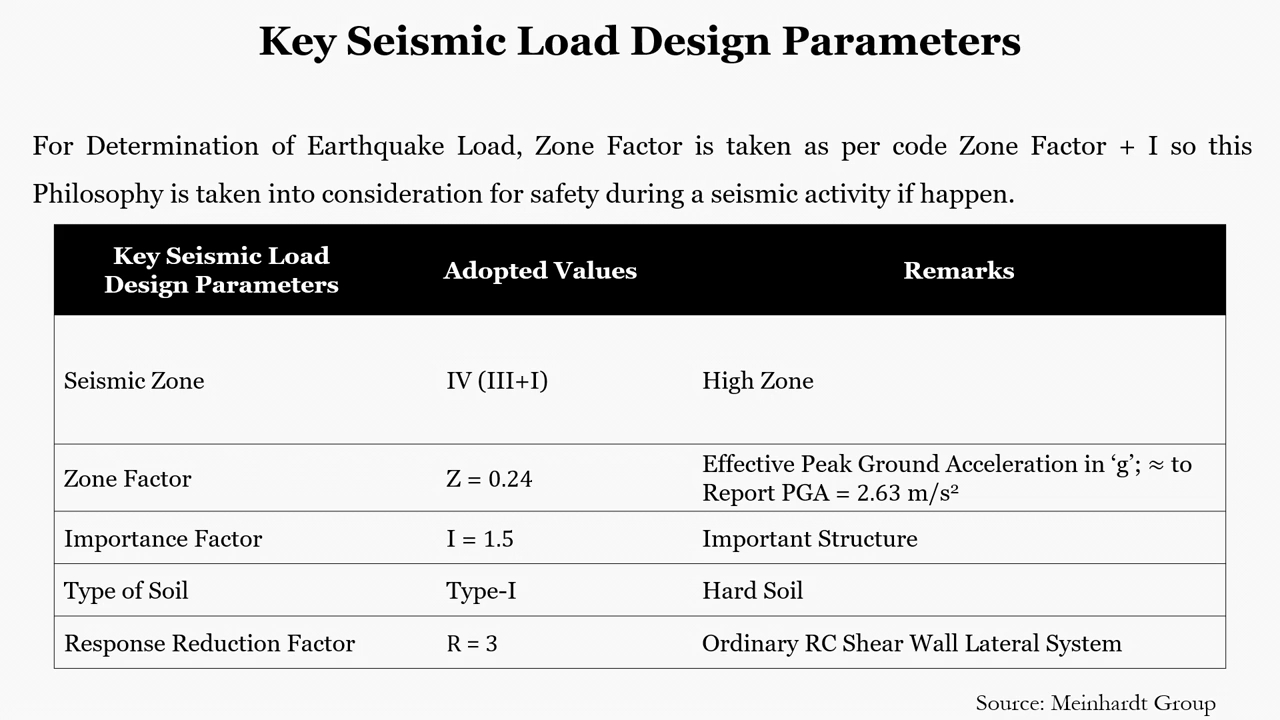 Key Seismic Load Design Parameters
For Determination of Earthquake Load, Zone Factor is taken as per code Zone Factor + I so this
Philosophy is taken into consideration for safety during a seismic activity if happen.
Key Seismic Load
Design Parameters
Adopted Values
Remarks
Seismic Zone
IV (III+I)
High Zone
Zone Factor
Z = 0.24
Effective Peak Ground Acceleration in ‘g’; ≈ to
Report PGA = 2.63 m/s²
Importance Factor
I = 1.5
Important Structure
Type of Soil
Type-I
Hard Soil
Response Reduction Factor
R = 3
Ordinary RC Shear Wall Lateral System
Source: Meinhardt Group